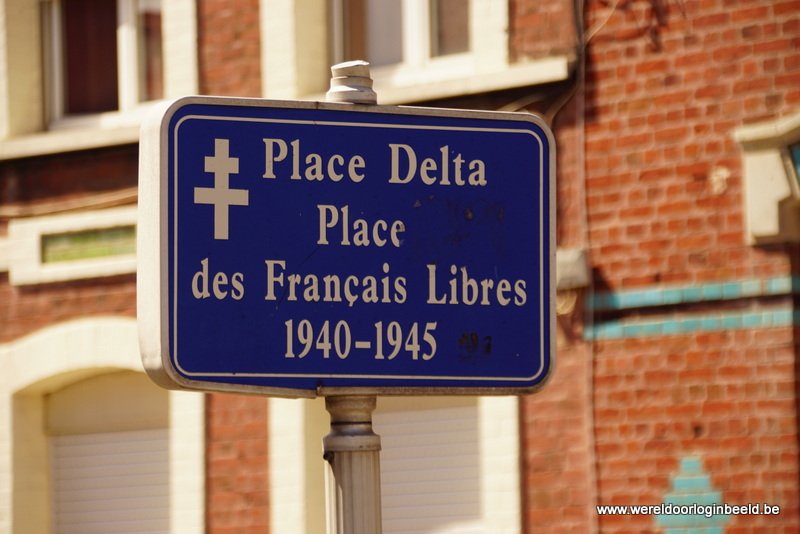 Place Delta
Place
des Français Libres
1940-1945
www.wereldoorloginbeeld.be